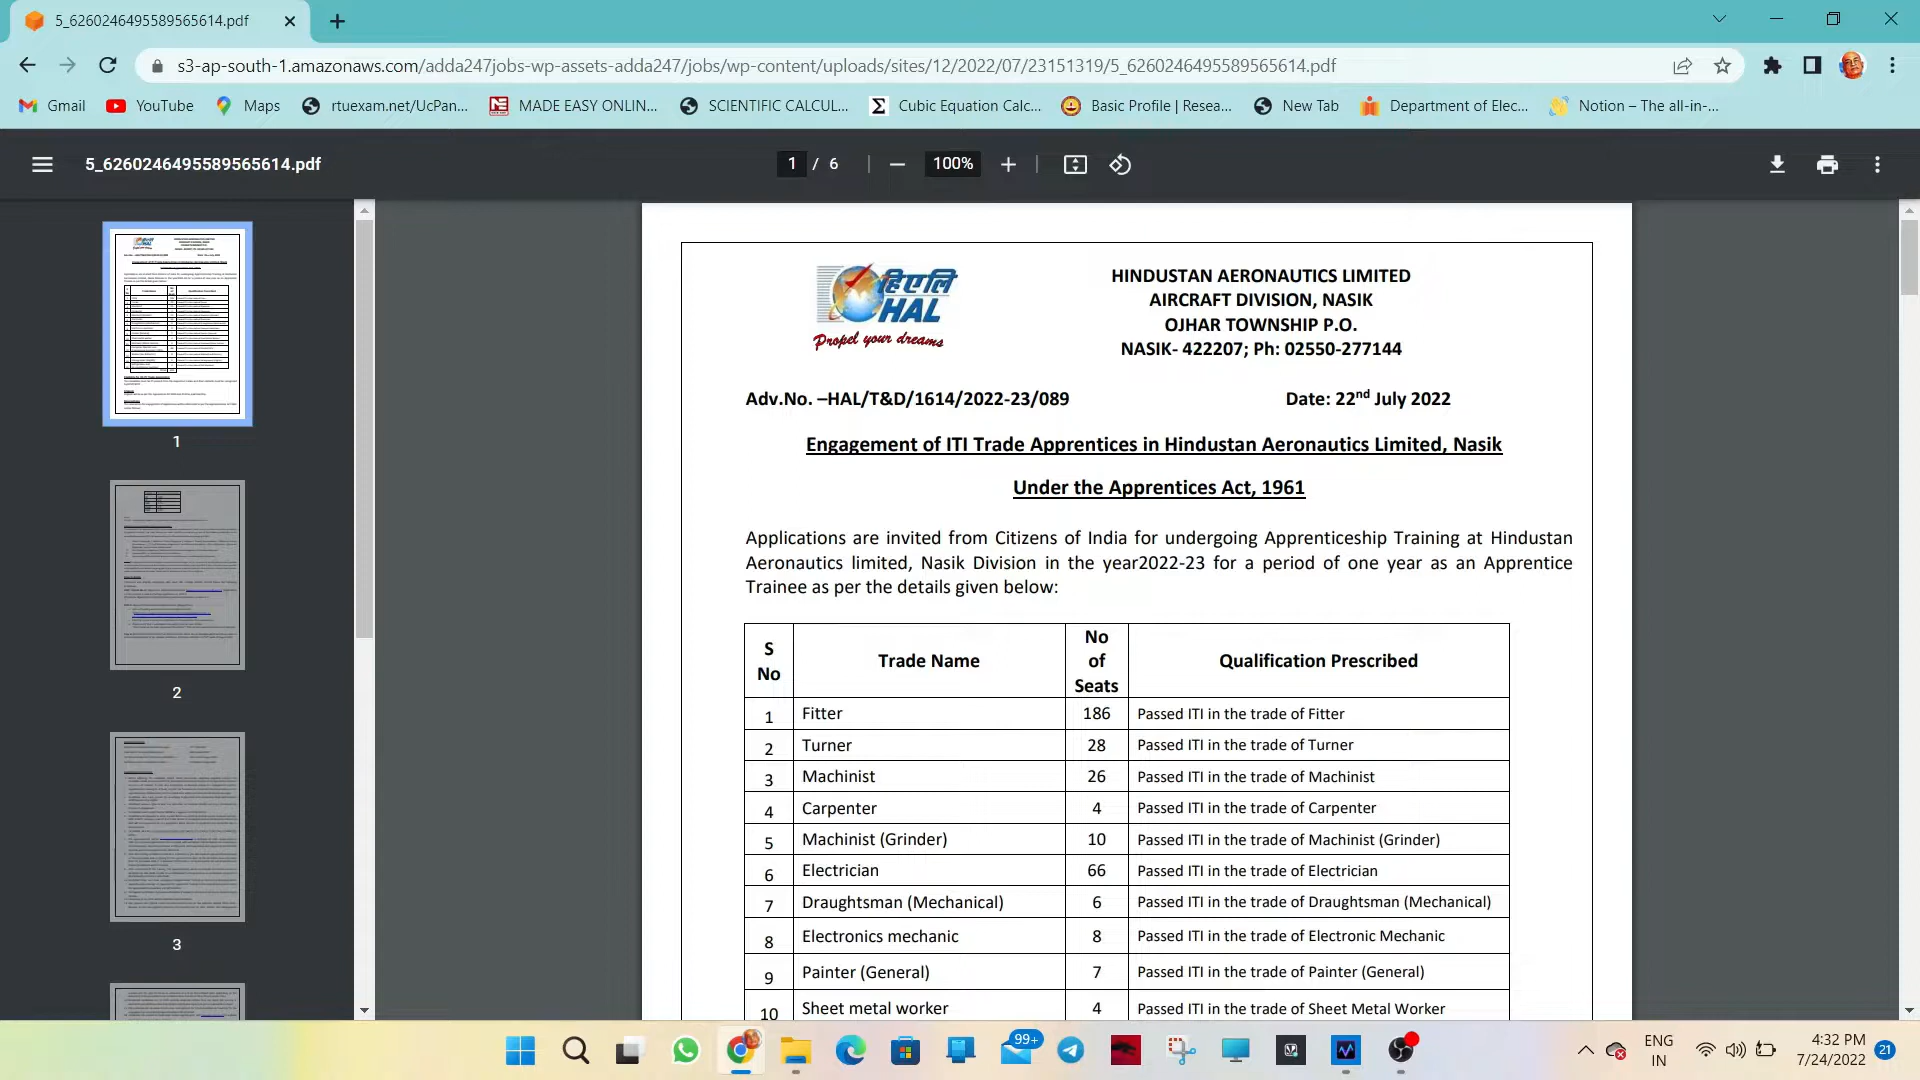 5_6260246495589565614.pdf
s3-ap-south-1.amazonaws.com/adda247jobs-wp-assets-adda247/jobs/wp-content/uploads/sites/12/2022/07/23151319/5_6260246495589565614.pdf
Gmail YouTube Maps rtuexam.net/UcPan... MADE EASY ONLIN... SCIENTIFIC CALCUL... Cubic Equation Calc... Basic Profile | Resea... New Tab Department of Elec... Notion – The all-in-...
5_6260246495589565614.pdf 1 / 6 100%
1
2
3
हिएलि
HAL
Propel your dreams
HINDUSTAN AERONAUTICS LIMITED
AIRCRAFT DIVISION, NASIK
OJHAR TOWNSHIP P.O.
NASIK- 422207; Ph: 02550-277144
Adv.No. –HAL/T&D/1614/2022-23/089 Date: 22nd July 2022
Engagement of ITI Trade Apprentices in Hindustan Aeronautics Limited, Nasik
Under the Apprentices Act, 1961
Applications are invited from Citizens of India for undergoing Apprenticeship Training at Hindustan
Aeronautics limited, Nasik Division in the year2022-23 for a period of one year as an Apprentice
Trainee as per the details given below:
S No Trade Name No of Seats Qualification Prescribed
1 Fitter 186 Passed ITI in the trade of Fitter
2 Turner 28 Passed ITI in the trade of Turner
3 Machinist 26 Passed ITI in the trade of Machinist
4 Carpenter 4 Passed ITI in the trade of Carpenter
5 Machinist (Grinder) 10 Passed ITI in the trade of Machinist (Grinder)
6 Electrician 66 Passed ITI in the trade of Electrician
7 Draughtsman (Mechanical) 6 Passed ITI in the trade of Draughtsman (Mechanical)
8 Electronics mechanic 8 Passed ITI in the trade of Electronic Mechanic
9 Painter (General) 7 Passed ITI in the trade of Painter (General)
10 Sheet metal worker 4 Passed ITI in the trade of Sheet Metal Worker
99+
ENG
IN
4:32 PM
7/24/2022
21